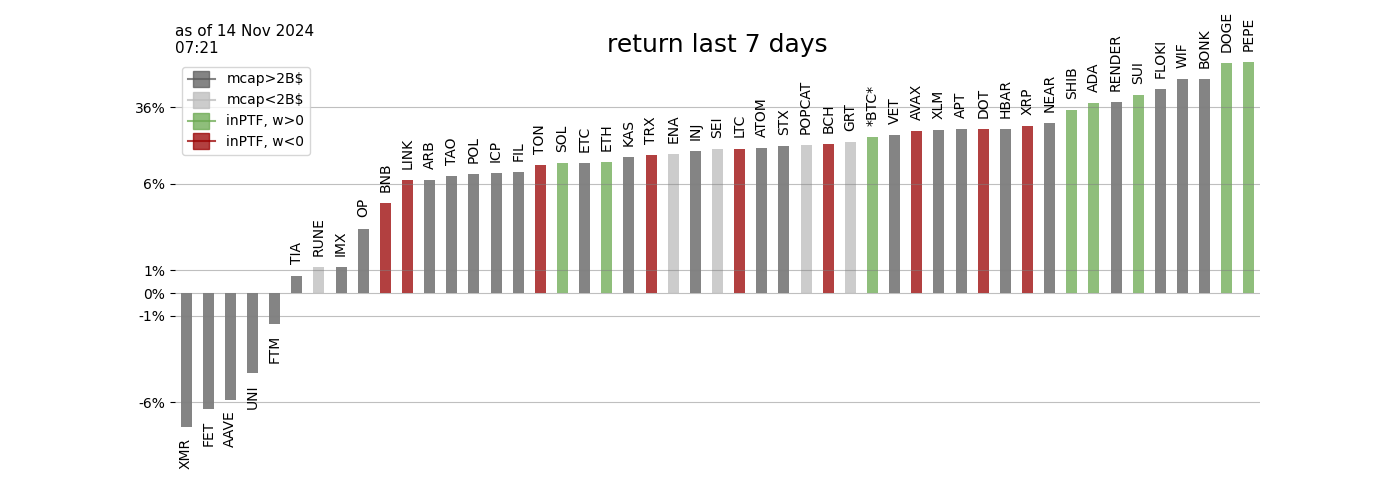 as of 14 Nov 2024
07:21
return last 7 days
mcap>2B$
mcap<2B$
inPTF, w>0
inPTF, w<0
36%
6%
1%
0%
-1%
-6%
XMR
FET
AAVE
UNI
FTM
TIA
RUNE
IMX
OP
BNB
LINK
ARB
TAO
POL
ICP
FIL
TON
SOL
ETC
ETH
KAS
TRX
ENA
INJ
SEI
LTC
ATOM
STX
POPCAT
BCH
GRT
*BTC*
VET
AVAX
XLM
APT
DOT
HBAR
XRP
NEAR
SHIB
ADA
RENDER
SUI
FLOKI
WIF
BONK
DOGE
PEPE